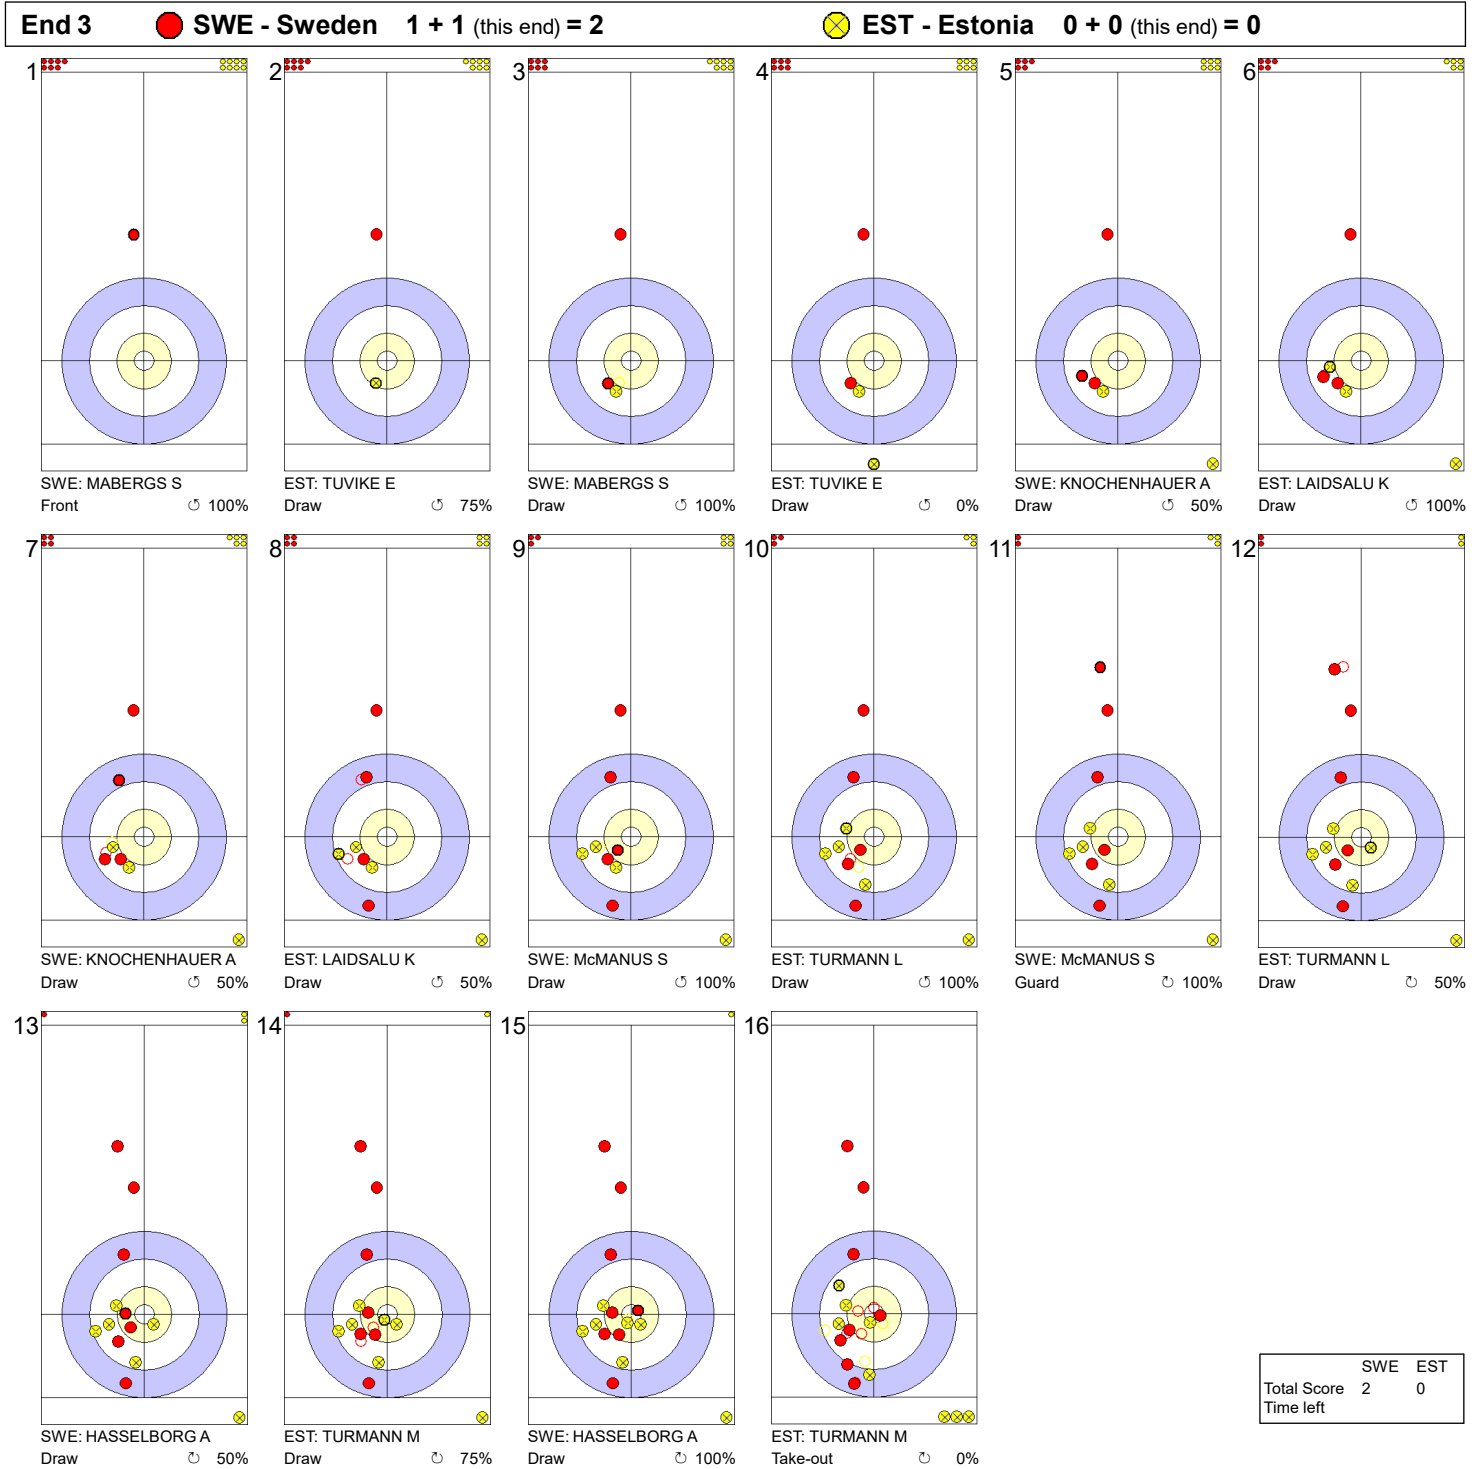 End 3 SWE - Sweden 1 + 1 (this end) = 2 EST - Estonia 0 + 0 (this end) = 0
1 2 3 4 5 6
SWE: MABERGS S EST: TUVIKE E SWE: MABERGS S EST: TUVIKE E SWE: KNOCHENHAUER A EST: LAIDSALU K
Front ↺ 100% Draw ↺ 75% Draw ↺ 100% Draw ↺ 0% Draw ↺ 50% Draw ↺ 100%
7 8 9 10 11 12
SWE: KNOCHENHAUER A EST: LAIDSALU K SWE: McMANUS S EST: TURMANN L SWE: McMANUS S EST: TURMANN L
Draw ↺ 50% Draw ↺ 50% Draw ↺ 100% Draw ↺ 100% Guard ↻ 100% Draw ↻ 50%
13 14 15 16
SWE: HASSELBORG A EST: TURMANN M SWE: HASSELBORG A EST: TURMANN M
Draw ↻ 50% Draw ↻ 75% Draw ↻ 100% Take-out ↻ 0%
SWE EST
Total Score 2 0
Time left